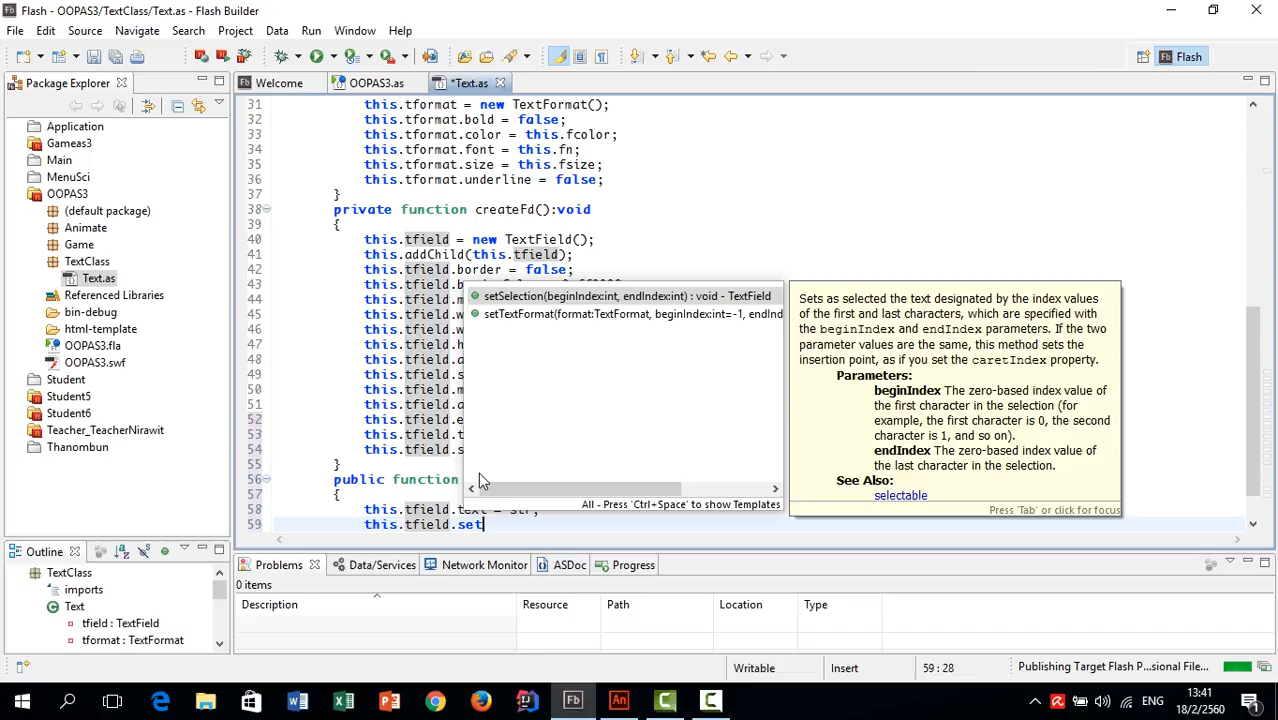 Flash - OOPAS3/TextClass/Text.as - Flash Builder
File Edit Source Navigate Search Project Data Run Window Help
Flash
Package Explorer
Welcome OOPAS3.as *Text.as
Application
Gameas3
Main
MenuSci
OOPAS3
(default package)
Animate
Game
TextClass
Text.as
Referenced Libraries
bin-debug
html-template
OOPAS3.fla
OOPAS3.swf
Student
Student5
Student6
Teacher_TeacherNirawit
Thanombun
31 this.tformat = new TextFormat();
32 this.tformat.bold = false;
33 this.tformat.color = this.fcolor;
34 this.tformat.font = this.fn;
35 this.tformat.size = this.fsize;
36 this.tformat.underline = false;
37 }
38 private function createFd():void
39 {
40 this.tfield = new TextField();
41 this.addChild(this.tfield);
42 this.tfield.border = false;
43 this.tfield.b
44 this.tfield.m
45 this.tfield.w
47 this.tfield.h
48 this.tfield.a
49 this.tfield.s
50 this.tfield.m
51 this.tfield.a
52 this.tfield.e
53 this.tfield.t
54 this.tfield.s
55 }
56 public function
57 {
58 this.tfield.text = str;
59 this.tfield.set
setSelection(beginIndex:int, endIndex:int) : void - TextField
setTextFormat(format:TextFormat, beginIndex:int=-1, endInd
All - Press 'Ctrl+Space' to show Templates
Sets as selected the text designated by the index values
of the first and last characters, which are specified with
the beginIndex and endIndex parameters. If the two
parameter values are the same, this method sets the
insertion point, as if you set the caretIndex property.
Parameters:
beginIndex The zero-based index value of
the first character in the selection (for
example, the first character is 0, the second
character is 1, and so on).
endIndex The zero-based index value of
the last character in the selection.
See Also:
selectable
Press 'Tab' or click for focus
Outline
TextClass
imports
Text
tfield : TextField
tformat : TextFormat
Problems Data/Services Network Monitor ASDoc Progress
0 items
Description Resource Path Location Type
Writable Insert 59 : 28 Publishing Target Flash P...sional File...
ENG
13:41
18/2/2560